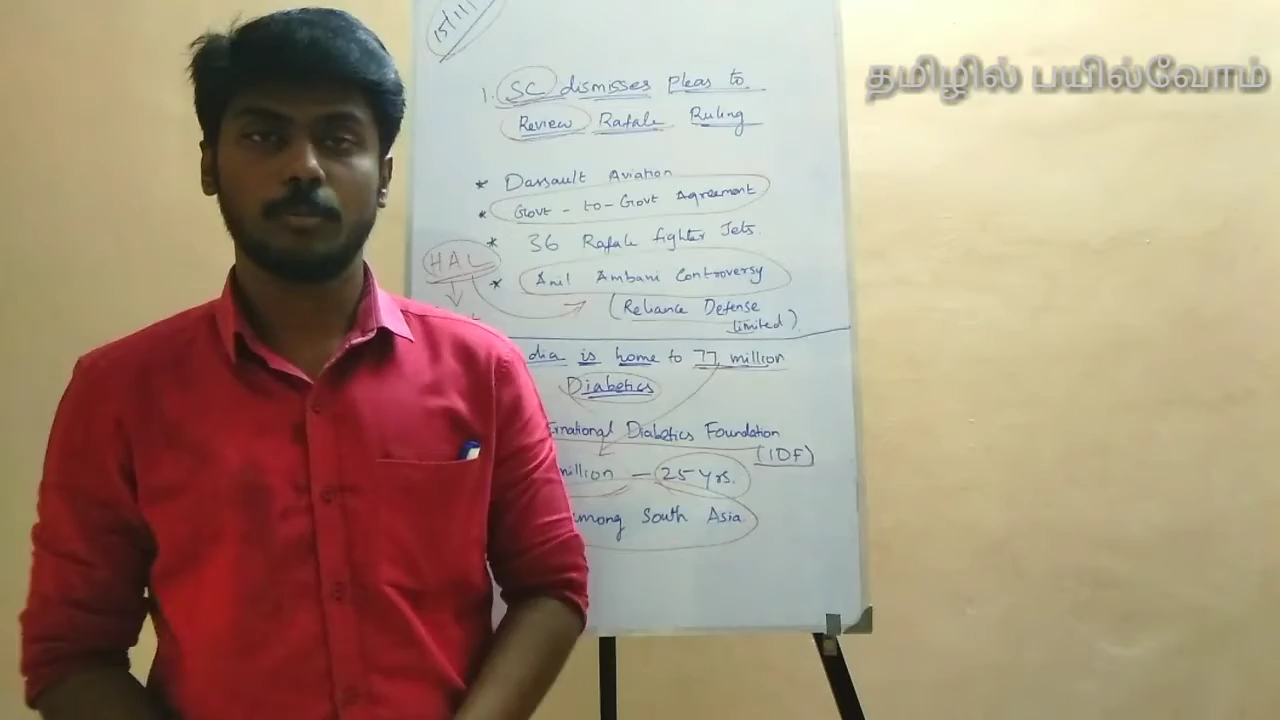 தமிழில் பயில்வோம்
15/11/
1. SC dismisses Pleas to
Review Rafale Ruling
* Dassault Aviation
* Govt - to - Govt Agreement
* 36 Rafale fighter Jets.
HAL
* Anil Ambani Controversy
(Reliance Defense
limited)
dia is home to 77 million
Diabetics
ernational Diabetics Foundation
(IDF)
million - 25 yrs.
among South Asia